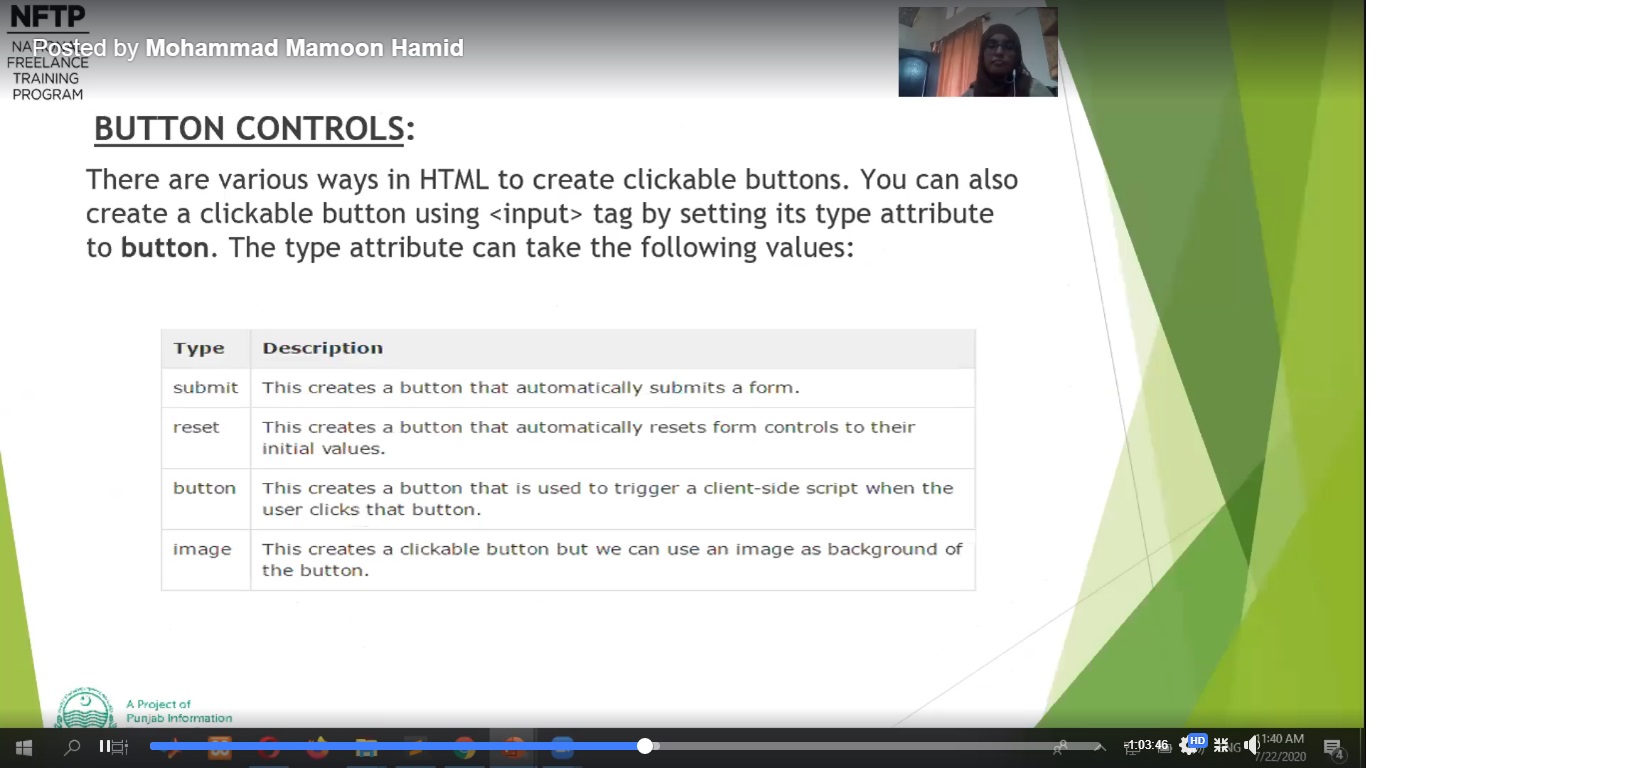 NFTP
NATIONAL
FREELANCE
TRAINING
PROGRAM
Posted by Mohammad Mamoon Hamid
BUTTON CONTROLS:
There are various ways in HTML to create clickable buttons. You can also
create a clickable button using <input> tag by setting its type attribute
to button. The type attribute can take the following values:
Type Description
submit This creates a button that automatically submits a form.
reset This creates a button that automatically resets form controls to their
initial values.
button This creates a button that is used to trigger a client-side script when the
user clicks that button.
image This creates a clickable button but we can use an image as background of
the button.
A Project of
Punjab Information
-1:03:46
HD
11:40 AM
7/22/2020
4